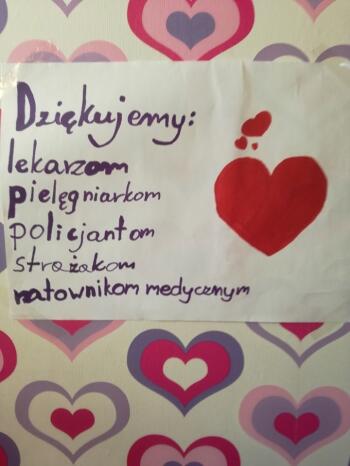 Dziękujemy:
lekarzom
pielęgniarkom
policjantom
strażakom
ratownikom medycznym